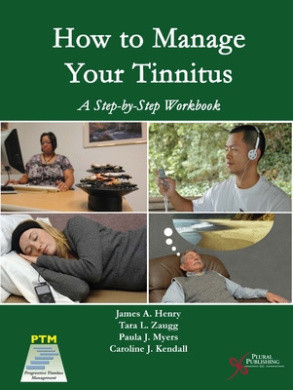 How to Manage
Your Tinnitus
A Step-by-Step Workbook
James A. Henry
Tara L. Zaugg
Paula J. Myers
Caroline J. Kendall
PTM
Progressive Tinnitus
Management
PLURAL
PUBLISHING